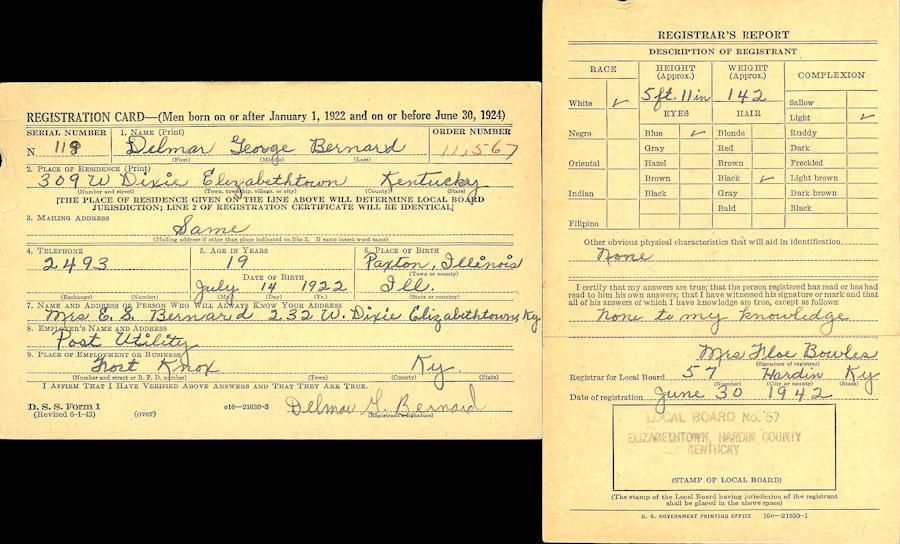 REGISTRATION CARD—(Men born on or after January 1, 1922 and on or before June 30, 1924)
SERIAL NUMBER
N 119
1. NAME (Print)
Delmar George Bernard
(First) (Middle) (Last)
ORDER NUMBER
11,567
2. PLACE OF RESIDENCE (Print)
309 W Dixie Elizabethtown Kentucky
(Number and street) (Town, township, village, or city) (County) (State)
[THE PLACE OF RESIDENCE GIVEN ON THE LINE ABOVE WILL DETERMINE LOCAL BOARD
JURISDICTION; LINE 2 OF REGISTRATION CERTIFICATE WILL BE IDENTICAL]
3. MAILING ADDRESS
Same
(Mailing address if other than place indicated on line 2. If same insert word same)
4. TELEPHONE
2493
(Exchange) (Number)
5. AGE IN YEARS
19
DATE OF BIRTH
July 14 1922
(Mo.) (Day) (Yr.)
6. PLACE OF BIRTH
Paxton, Illinois
(Town or county)
Ill.
(State or country)
7. NAME AND ADDRESS OF PERSON WHO WILL ALWAYS KNOW YOUR ADDRESS
Mrs E. S. Bernard 232 W. Dixie Elizabethtown, Ky
8. EMPLOYER'S NAME AND ADDRESS
Post Utility
9. PLACE OF EMPLOYMENT OR BUSINESS
Fort Knox Ky.
(Number and street or R. F. D. number) (Town) (County) (State)
I AFFIRM THAT I HAVE VERIFIED ABOVE ANSWERS AND THAT THEY ARE TRUE.
D. S. S. Form 1
(Revised 6-1-42) (over) c16—21630-3
Delmar G. Bernard
(Registrant's signature)
REGISTRAR'S REPORT
DESCRIPTION OF REGISTRANT
RACE
HEIGHT (Approx.)
WEIGHT (Approx.)
COMPLEXION
5 ft. 11 in
142
EYES
HAIR
White ✓
Negro
Oriental
Indian
Filipino
Blue ✓
Gray
Hazel
Brown
Black
Blonde
Red
Brown
Black ✓
Gray
Bald
Sallow
Light ✓
Ruddy
Dark
Freckled
Light brown
Dark brown
Black
Other obvious physical characteristics that will aid in identification
None
I certify that my answers are true; that the person registered has read or has had
read to him his own answers; that I have witnessed his signature or mark and that
all of his answers of which I have knowledge are true, except as follows:
None to my knowledge
Mrs Floe Bowles
(Signature of registrar)
Registrar for Local Board 57 Hardin Ky
(Number) (City or county) (State)
Date of registration June 30 1942
LOCAL BOARD No. 57
ELIZABETHTOWN, HARDIN COUNTY
KENTUCKY
(STAMP OF LOCAL BOARD)
(The stamp of the Local Board having jurisdiction of the registrant
shall be placed in the above space)
U. S. GOVERNMENT PRINTING OFFICE 16c—21630-1